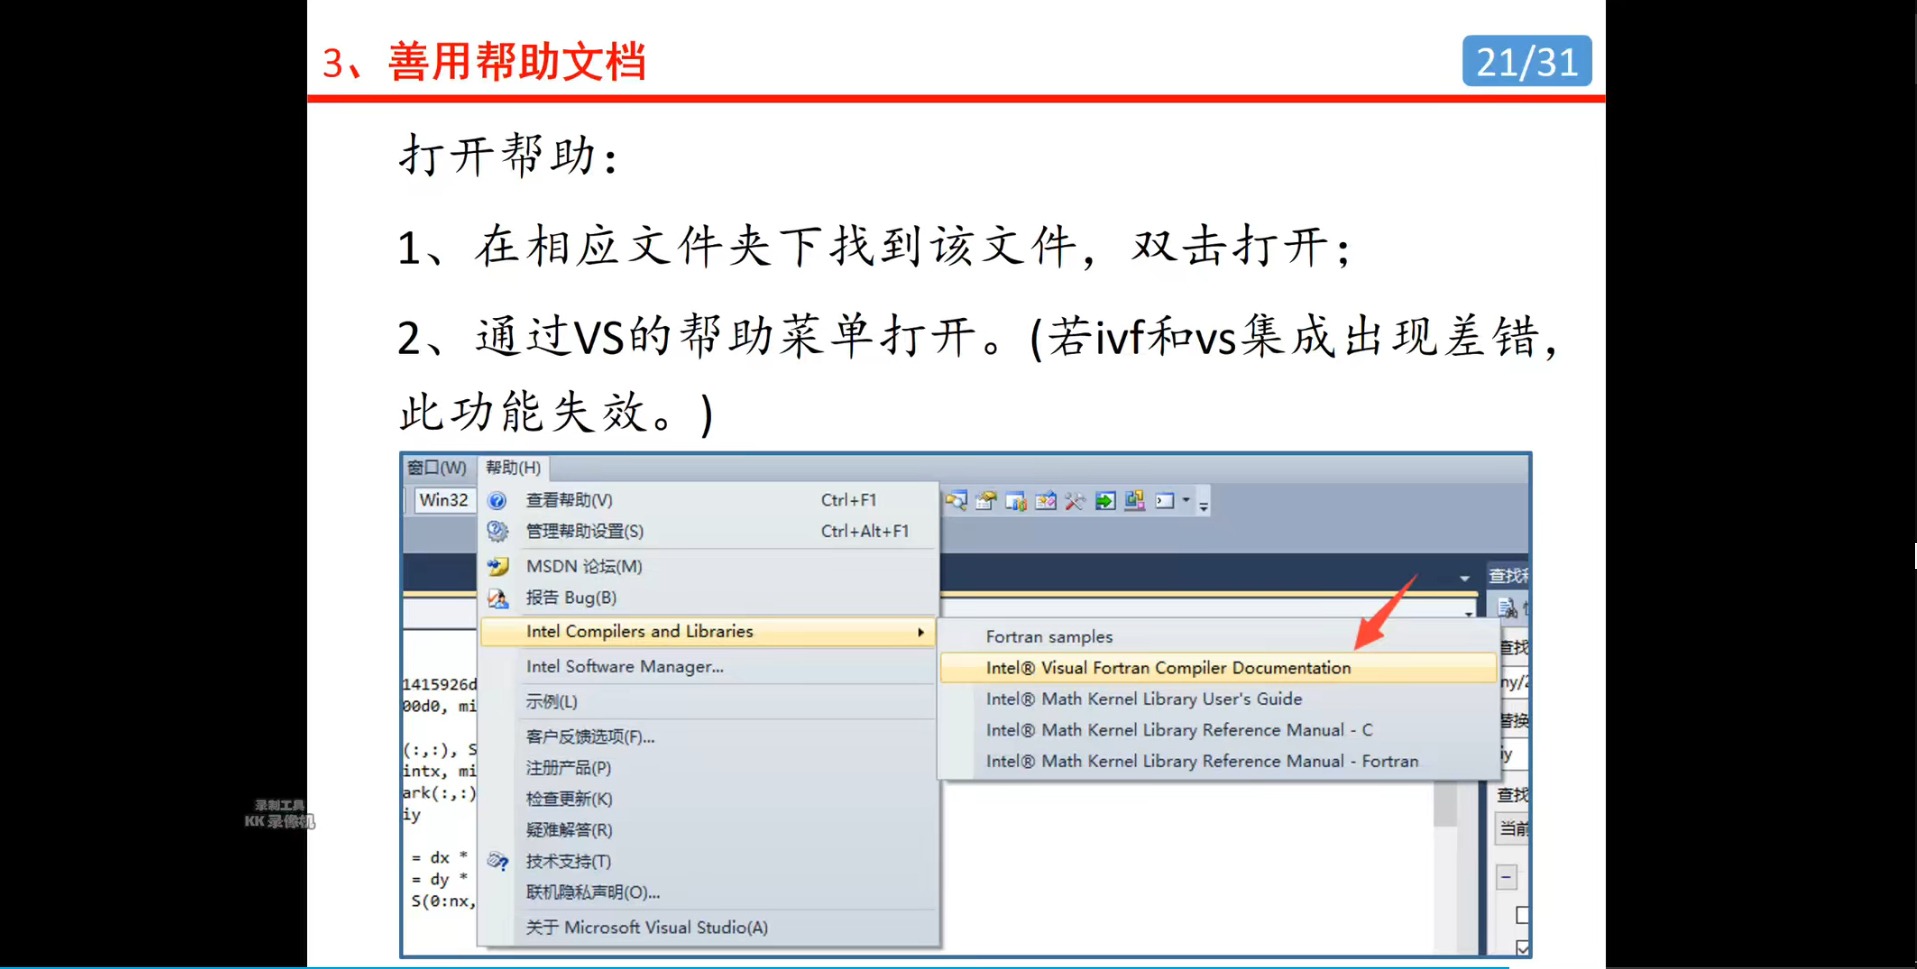 3、善用帮助文档
21/31
打开帮助：
1、在相应文件夹下找到该文件，双击打开；
2、通过VS的帮助菜单打开。(若ivf和vs集成出现差错，
此功能失效。)
窗口(W) 帮助(H)
Win32
查看帮助(V) Ctrl+F1
管理帮助设置(S) Ctrl+Alt+F1
MSDN 论坛(M)
报告 Bug(B)
Intel Compilers and Libraries
Intel Software Manager...
示例(L)
客户反馈选项(F)...
注册产品(P)
检查更新(K)
疑难解答(R)
技术支持(T)
联机隐私声明(O)...
关于 Microsoft Visual Studio(A)
Fortran samples
Intel® Visual Fortran Compiler Documentation
Intel® Math Kernel Library User's Guide
Intel® Math Kernel Library Reference Manual - C
Intel® Math Kernel Library Reference Manual - Fortran
1415926d
00d0, mi
(:,:), S
intx, mi
ark(:,:)
iy
= dx *
= dy *
S(0:nx,
查找
查找
ny/2
替换
iy
查找
当前
录制工具
KK 录像机